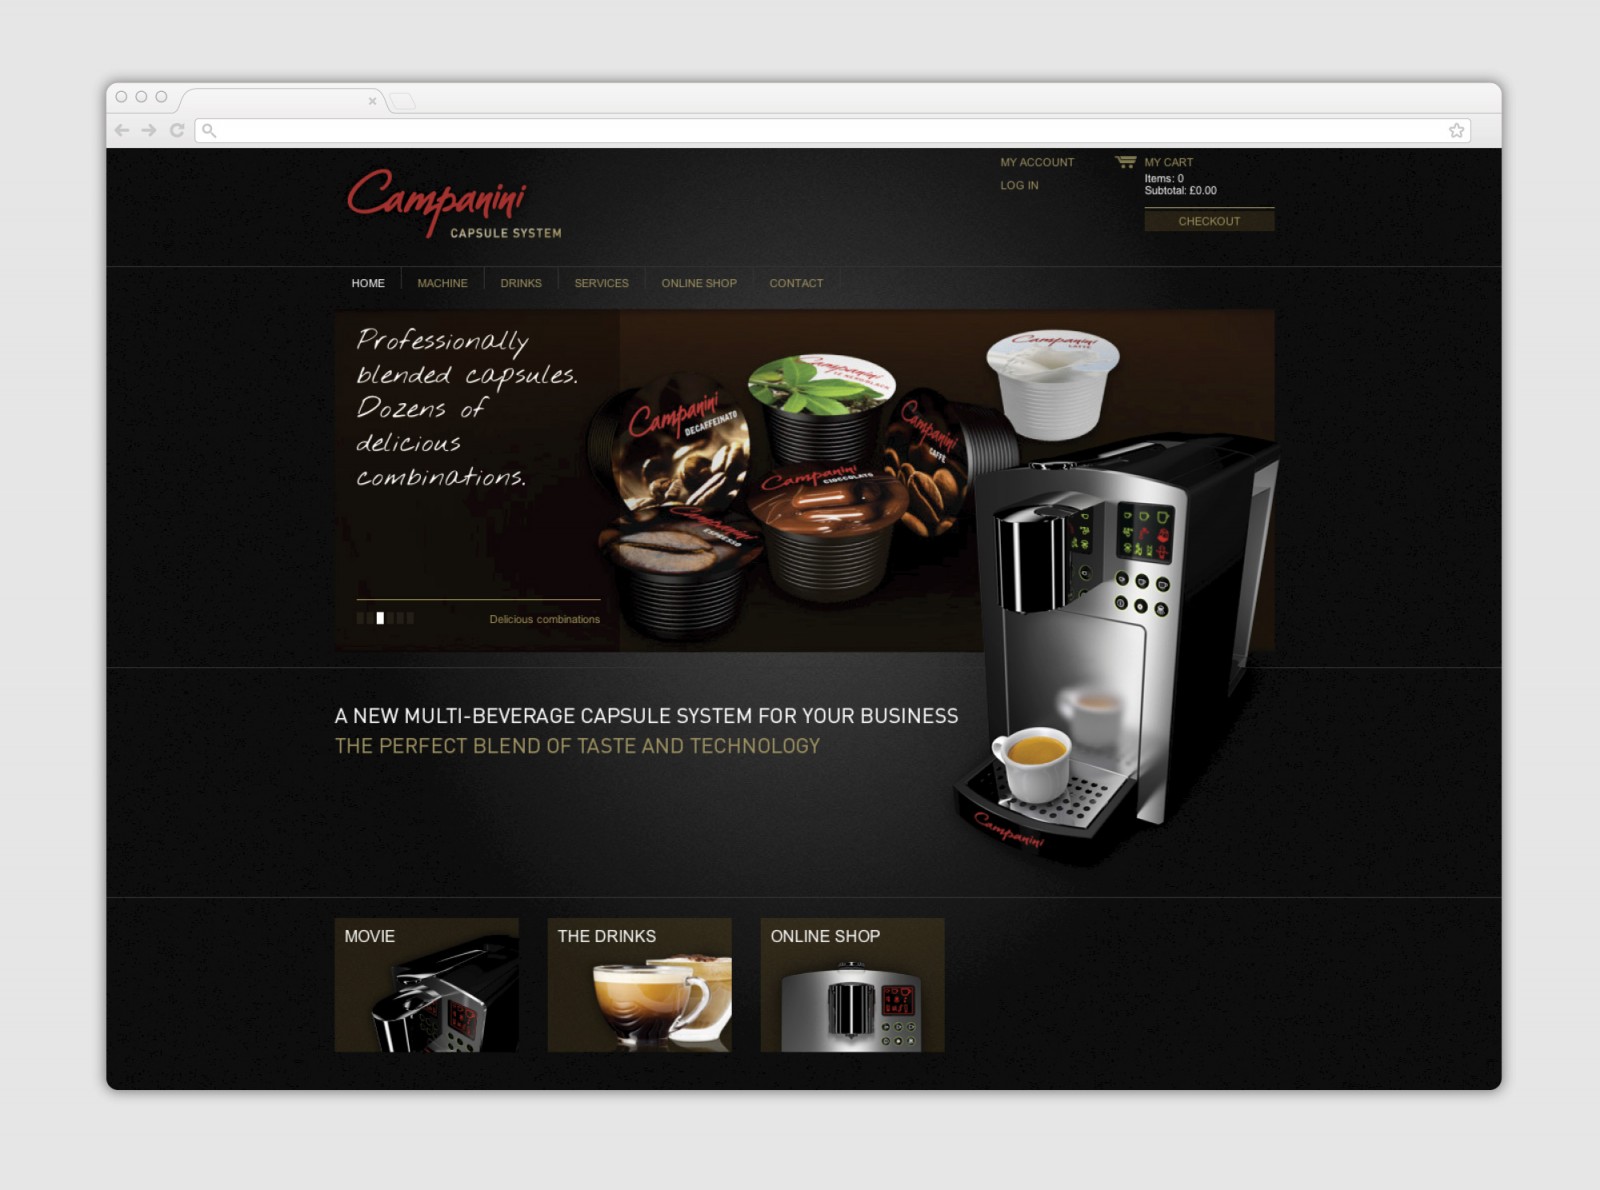 Campanini
CAPSULE SYSTEM
MY ACCOUNT
LOG IN
MY CART
Items: 0
Subtotal: £0.00
CHECKOUT
HOME
MACHINE
DRINKS
SERVICES
ONLINE SHOP
CONTACT
Professionally
blended capsules.
Dozens of
delicious
combinations.
Delicious combinations
Campanini
DECAFFEINATO
Campanini
Campanini
CAFFÈ
Campanini
LATTE
Campanini
CIOCCOLATO
Campanini
ESPRESSO
A NEW MULTI-BEVERAGE CAPSULE SYSTEM FOR YOUR BUSINESS
THE PERFECT BLEND OF TASTE AND TECHNOLOGY
Campanini
MOVIE
THE DRINKS
ONLINE SHOP